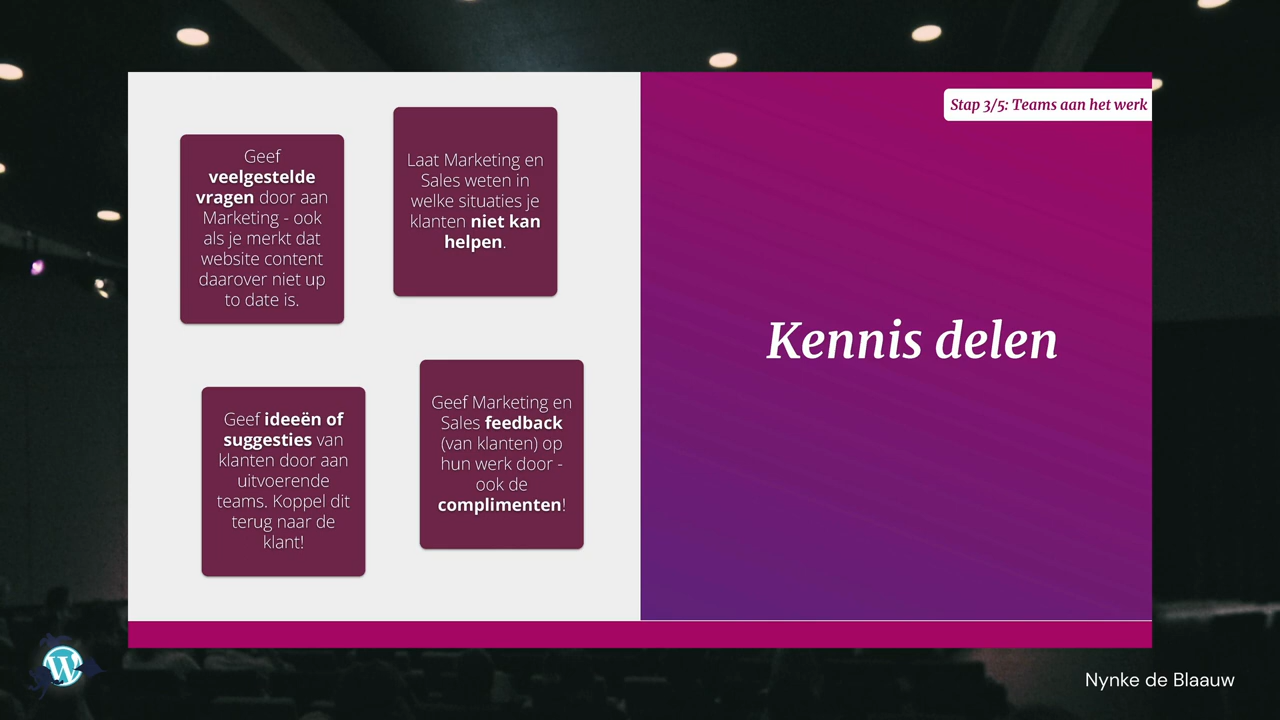 Stap 3/5: Teams aan het werk
Geef
veelgestelde
vragen door aan
Marketing - ook
als je merkt dat
website content
daarover niet up
to date is.
Laat Marketing en
Sales weten in
welke situaties je
klanten niet kan
helpen.
Geef ideeën of
suggesties van
klanten door aan
uitvoerende
teams. Koppel dit
terug naar de
klant!
Geef Marketing en
Sales feedback
(van klanten) op
hun werk door -
ook de
complimenten!
Kennis delen
Nynke de Blaauw